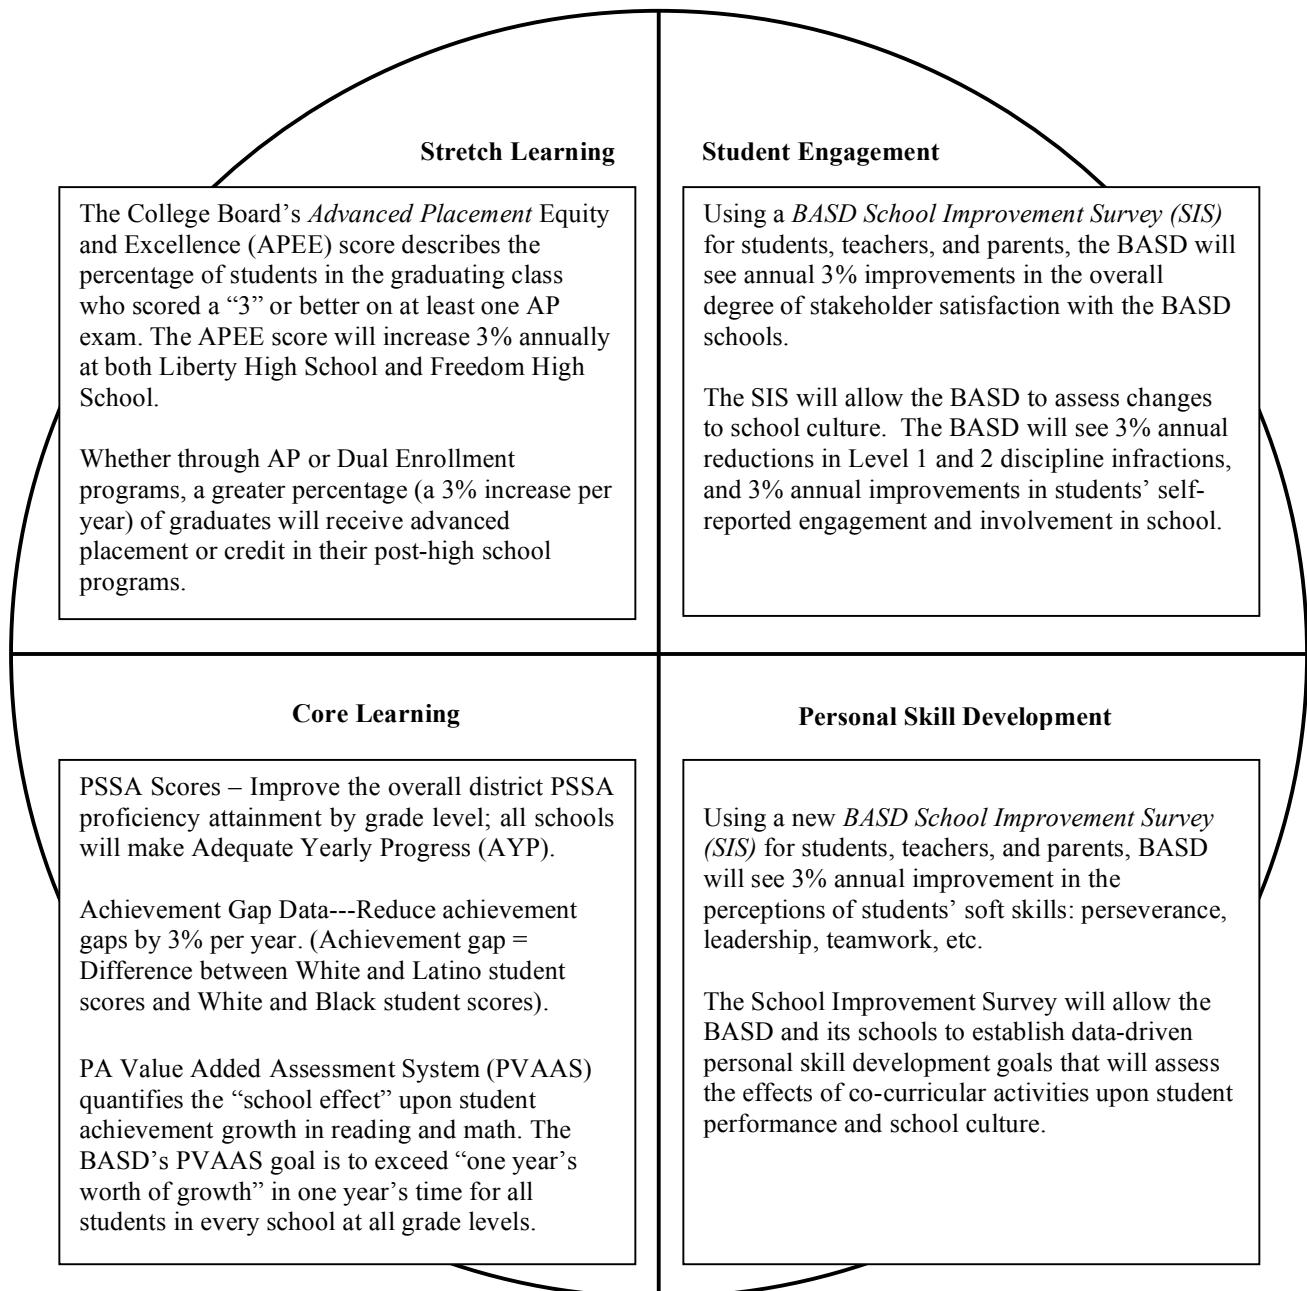 Stretch Learning
The College Board's Advanced Placement Equity
and Excellence (APEE) score describes the
percentage of students in the graduating class
who scored a “3” or better on at least one AP
exam. The APEE score will increase 3% annually
at both Liberty High School and Freedom High
School.
Whether through AP or Dual Enrollment
programs, a greater percentage (a 3% increase per
year) of graduates will receive advanced
placement or credit in their post-high school
programs.
Student Engagement
Using a BASD School Improvement Survey (SIS)
for students, teachers, and parents, the BASD will
see annual 3% improvements in the overall
degree of stakeholder satisfaction with the BASD
schools.
The SIS will allow the BASD to assess changes
to school culture.  The BASD will see 3% annual
reductions in Level 1 and 2 discipline infractions,
and 3% annual improvements in students’ self-
reported engagement and involvement in school.
Core Learning
PSSA Scores – Improve the overall district PSSA
proficiency attainment by grade level; all schools
will make Adequate Yearly Progress (AYP).
Achievement Gap Data---Reduce achievement
gaps by 3% per year. (Achievement gap =
Difference between White and Latino student
scores and White and Black student scores).
PA Value Added Assessment System (PVAAS)
quantifies the “school effect” upon student
achievement growth in reading and math. The
BASD’s PVAAS goal is to exceed “one year’s
worth of growth” in one year’s time for all
students in every school at all grade levels.
Personal Skill Development
Using a new BASD School Improvement Survey
(SIS) for students, teachers, and parents, BASD
will see 3% annual improvement in the
perceptions of students’ soft skills: perseverance,
leadership, teamwork, etc.
The School Improvement Survey will allow the
BASD and its schools to establish data-driven
personal skill development goals that will assess
the effects of co-curricular activities upon student
performance and school culture.